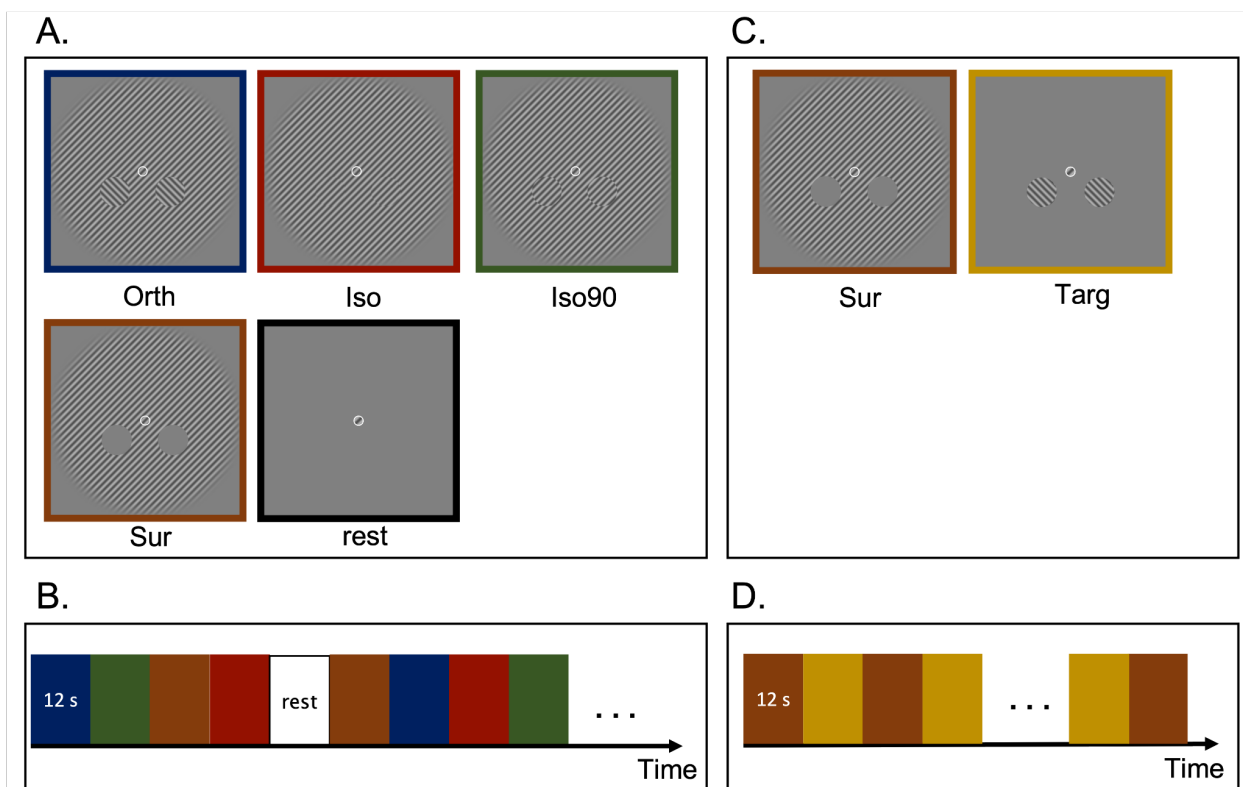 A.
C.
Orth
Iso
Iso90
Sur
Targ
Sur
rest
B.
D.
12 s
rest
. . .
Time
12 s
. . .
Time